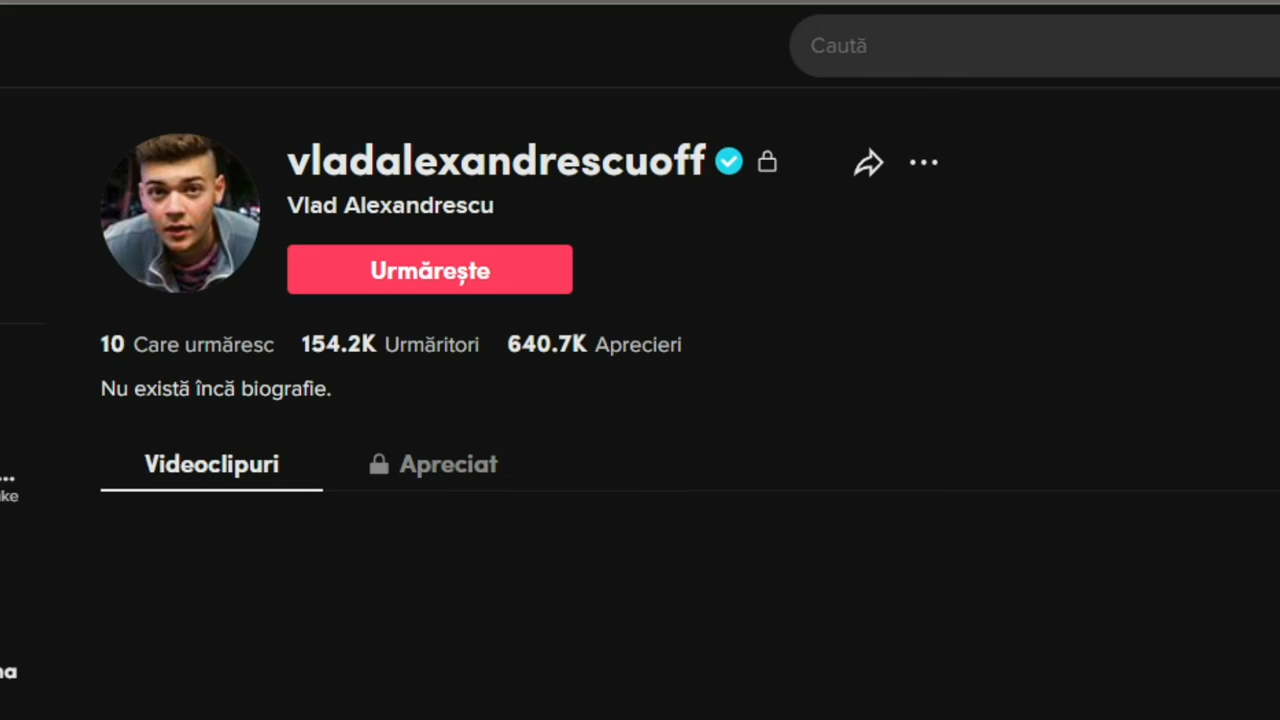 Caută
vladalexandrescuoff
Vlad Alexandrescu
Urmărește
10 Care urmăresc 154.2K Urmăritori 640.7K Aprecieri
Nu există încă biografie.
Videoclipuri Apreciat